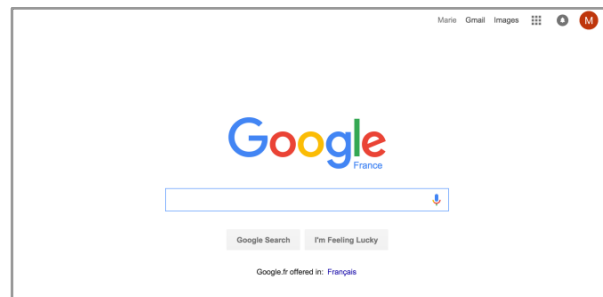 Marie Gmail Images M
Google
France
Google Search I'm Feeling Lucky
Google.fr offered in: Français